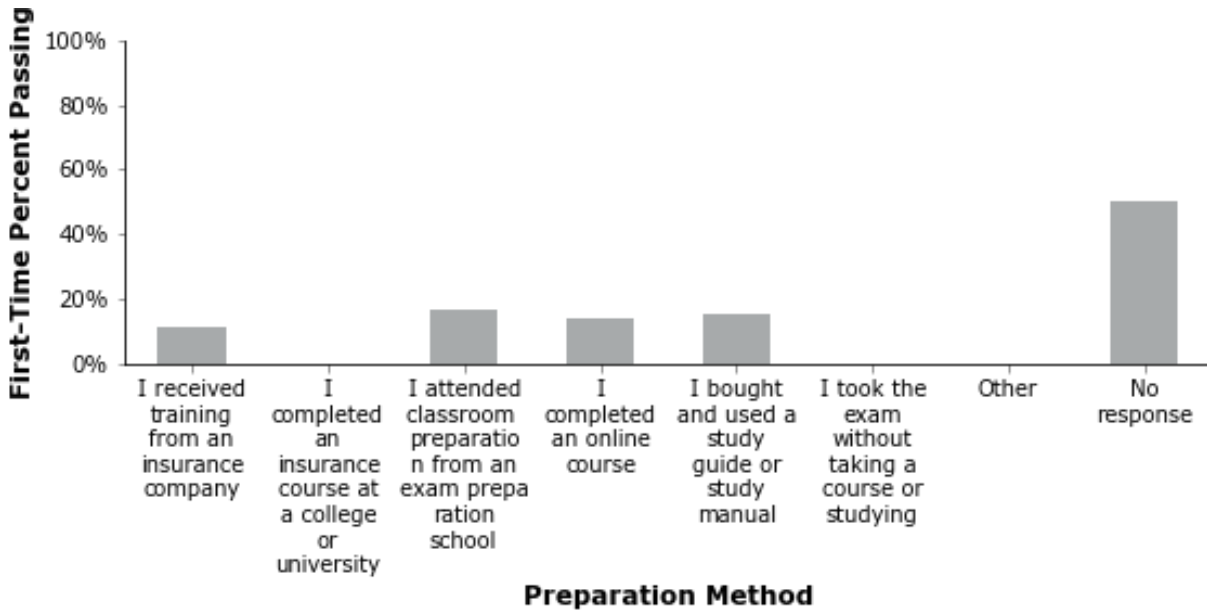 First-Time Percent Passing
100%
80%
60%
40%
20%
0%
I received
training
from an
insurance
company
I
completed
an
insurance
course at
a college
or
university
I attended
classroom
preparatio
n from an
exam prepa
ration
school
I
completed
an online
course
I bought
and used a
study
guide or
study
manual
I took the
exam
without
taking a
course or
studying
Other
No
response
Preparation Method